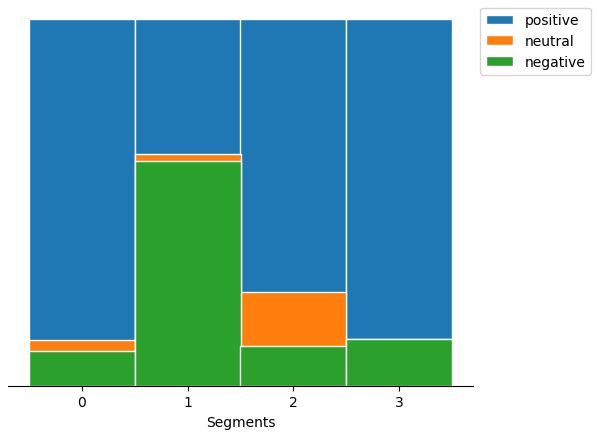 positive
neutral
negative
0 1 2 3
Segments